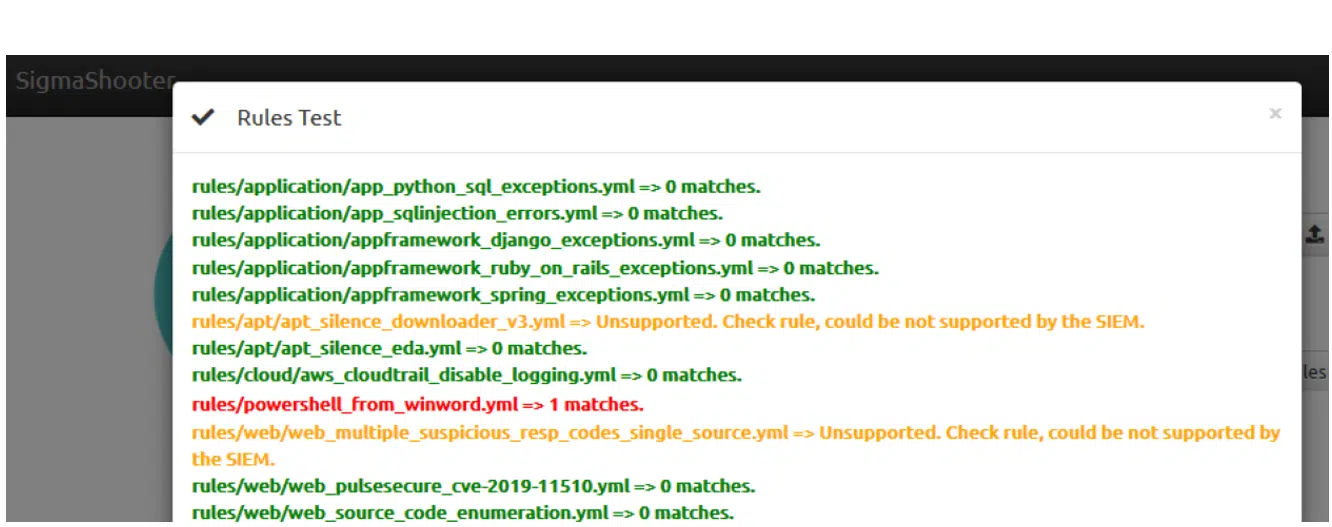 SigmaShooter
Rules Test
×
rules/application/app_python_sql_exceptions.yml => 0 matches.
rules/application/app_sqlinjection_errors.yml => 0 matches.
rules/application/appframework_django_exceptions.yml => 0 matches.
rules/application/appframework_ruby_on_rails_exceptions.yml => 0 matches.
rules/application/appframework_spring_exceptions.yml => 0 matches.
rules/apt/apt_silence_downloader_v3.yml => Unsupported. Check rule, could be not supported by the SIEM.
rules/apt/apt_silence_eda.yml => 0 matches.
rules/cloud/aws_cloudtrail_disable_logging.yml => 0 matches.
les
rules/powershell_from_winword.yml => 1 matches.
rules/web/web_multiple_suspicious_resp_codes_single_source.yml => Unsupported. Check rule, could be not supported by
the SIEM.
rules/web/web_pulsesecure_cve-2019-11510.yml => 0 matches.
rules/web/web_source_code_enumeration.yml => 0 matches.